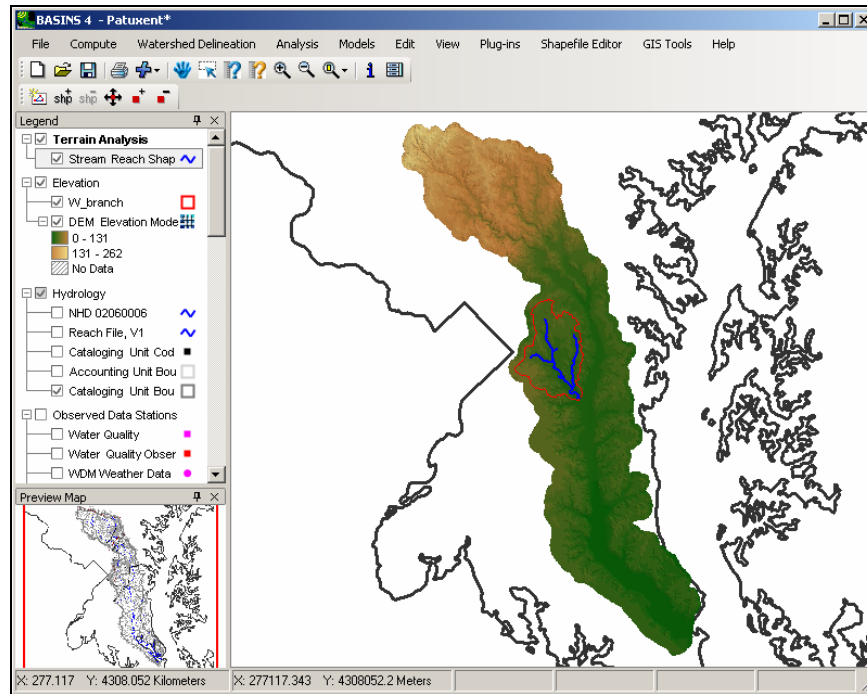 BASINS 4 - Patuxent*
File Compute Watershed Delineation Analysis Models Edit View Plug-ins Shapefile Editor GIS Tools Help
shp shp
Legend
Terrain Analysis
Stream Reach Shap
Elevation
W_branch
DEM Elevation Mode
0 - 131
131 - 262
No Data
Hydrology
NHD 02060006
Reach File, V1
Cataloging Unit Cod
Accounting Unit Bou
Cataloging Unit Bou
Observed Data Stations
Water Quality
Water Quality Obser
WDM Weather Data
Preview Map
X: 277.117 Y: 4308.052 Kilometers X: 277117.343 Y: 4308052.2 Meters